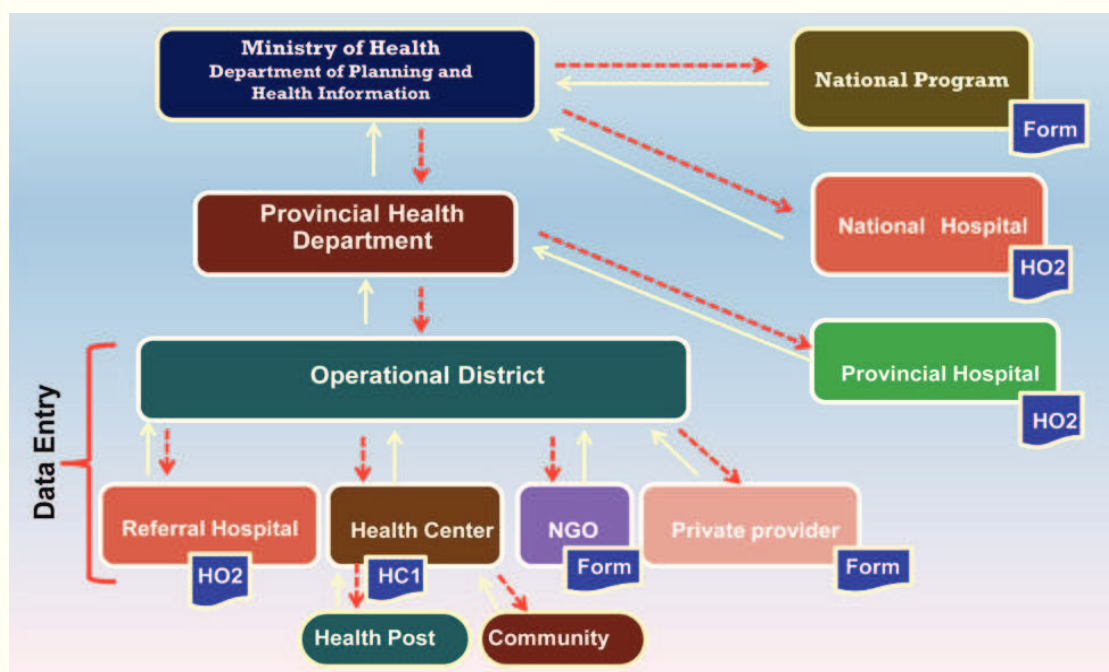 Ministry of Health
Department of Planning and
Health Information
National Program
Form
Provincial Health
Department
National Hospital
HO2
Operational District
Provincial Hospital
HO2
Data Entry
Referral Hospital
HO2
Health Center
HC1
NGO
Form
Private provider
Form
Health Post
Community